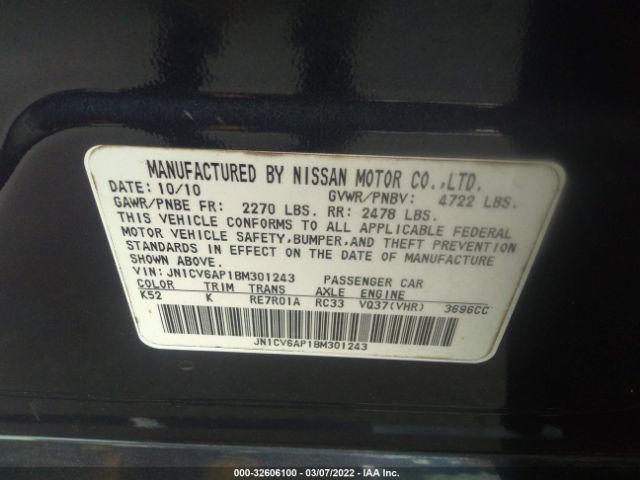 MANUFACTURED BY NISSAN MOTOR CO.,LTD.
DATE: 10/10 GVWR/PNBV: 4722 LBS.
GAWR/PNBE FR: 2270 LBS. RR: 2478 LBS.
THIS VEHICLE CONFORMS TO ALL APPLICABLE FEDERAL
MOTOR VEHICLE SAFETY,BUMPER,AND THEFT PREVENTION
STANDARDS IN EFFECT ON THE DATE OF MANUFACTURE
SHOWN ABOVE.
VIN: JN1CV6AP1BM301243 PASSENGER CAR
COLOR TRIM TRANS AXLE ENGINE
K52 K RE7R01A RC33 VQ37(VHR) 3696CC
JN1CV6AP1BM301243
000-32606100 - 03/07/2022 - IAAI.COM